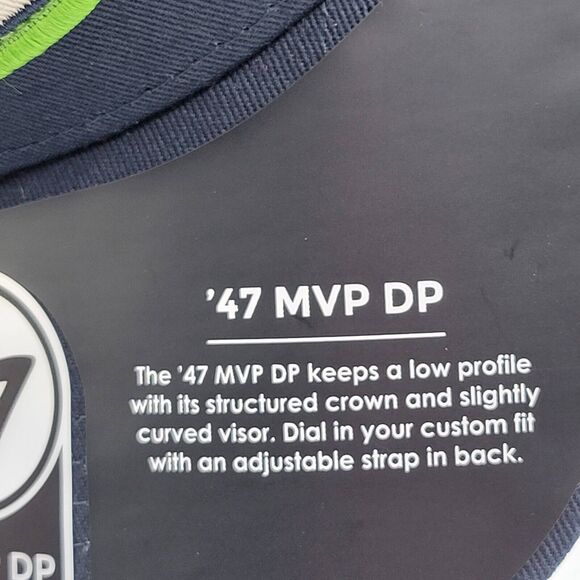 '47 MVP DP
The '47 MVP DP keeps a low profile
with its structured crown and slightly
curved visor. Dial in your custom fit
with an adjustable strap in back.
DP